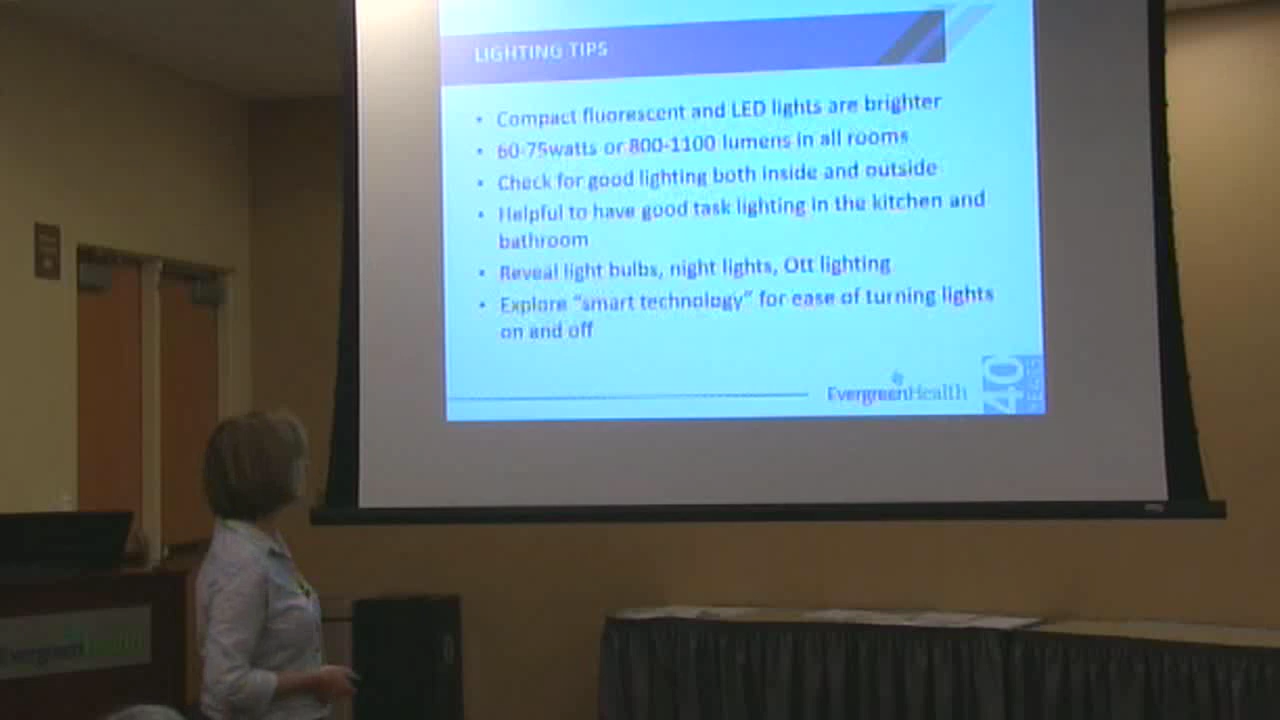 LIGHTING TIPS
• Compact fluorescent and LED lights are brighter
• 60-75watts or 800-1100 lumens in all rooms
• Check for good lighting both inside and outside
• Helpful to have good task lighting in the kitchen and
bathroom
• Reveal light bulbs, night lights, Ott lighting
• Explore “smart technology” for ease of turning lights
on and off
EvergreenHealth
40
YEARS
EvergreenHealth